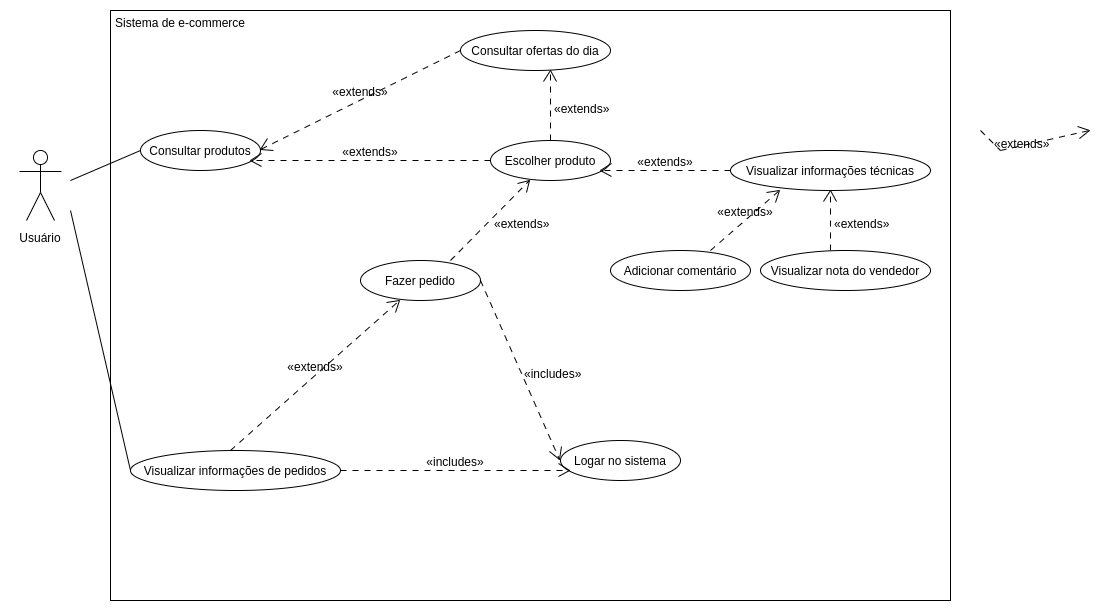 Sistema de e-commerce
Consultar ofertas do dia
«extends»
«extends»
Consultar produtos
«extends»
Escolher produto
«extends»
Visualizar informações técnicas
«extends»
Usuário
«extends»
«extends»
«extends»
Fazer pedido
Adicionar comentário
Visualizar nota do vendedor
«extends»
«includes»
Visualizar informações de pedidos
«includes»
Logar no sistema